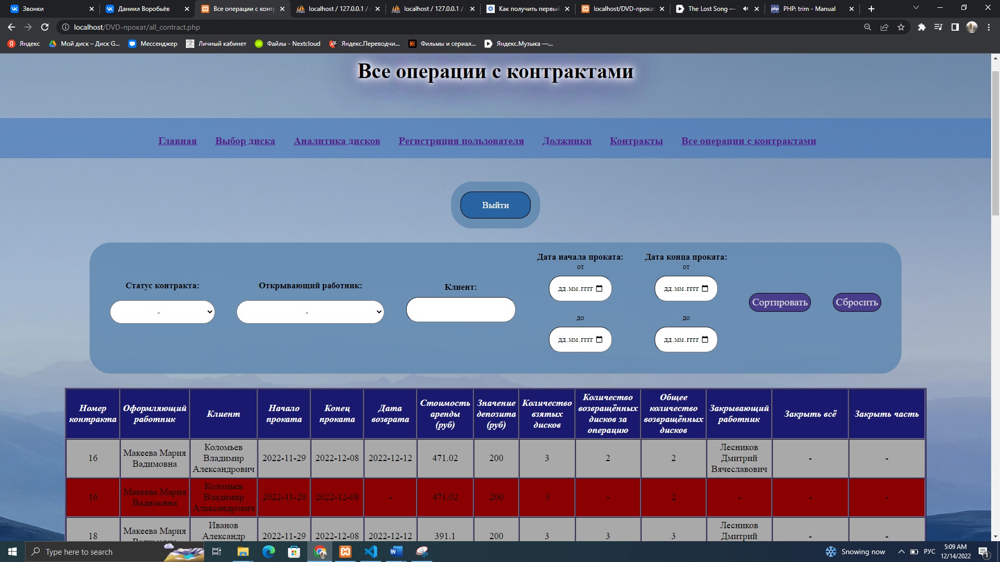 Звонки
Даниил Воробьёв
Все операции с контр
localhost / 127.0.0.1 /
localhost / 127.0.0.1 /
Как получить первый
localhost/DVD-прокат
The Lost Song —
PHP: trim - Manual
localhost/DVD-прокат/all_contract.php
Яндекс
Мой диск – Диск G...
Мессенджер
Личный кабинет
Файлы - Nextcloud
Яндекс.Переводчи...
Фильмы и сериал...
Яндекс.Музыка —...
Все операции с контрактами
Главная
Выбор диска
Аналитика дисков
Регистриция пользователя
Должники
Контракты
Все операции с контрактами
Выйти
Статус контракта:
-
Открывающий работник:
-
Клиент:
Дата начала проката:
от
дд.мм.гггг
до
дд.мм.гггг
Дата конца проката:
от
дд.мм.гггг
до
дд.мм.гггг
Сортировать
Сбросить
Номер
контракта
Оформляющий
работник
Клиент
Начало
проката
Конец
проката
Дата
возврата
Стоимость
аренды
(руб)
Значение
депозита
(руб)
Количество
взятых
дисков
Количество
возвращённых
дисков за
операцию
Общее
количество
возвращённых
дисков
Закрывающий
работник
Закрыть всё
Закрыть часть
16
Макеева Мария
Вадимовна
Коломьев
Владимир
Александрович
2022-11-29
2022-12-08
2022-12-12
471.02
200
3
2
2
Лесников
Дмитрий
Вячеславович
-
-
16
Макеева Мария
Вадимовна
Коломьев
Владимир
Александрович
2022-11-29
2022-12-08
-
471.02
200
3
-
2
-
-
-
18
Макеева Мария
Вадимовна
Иванов
Александр
2022-11-29
2022-12-08
2022-12-12
391.1
200
3
3
3
Лесников
Дмитрий
-
-
Type here to search
Snowing now
РУС
5:09 AM
12/14/2022
1